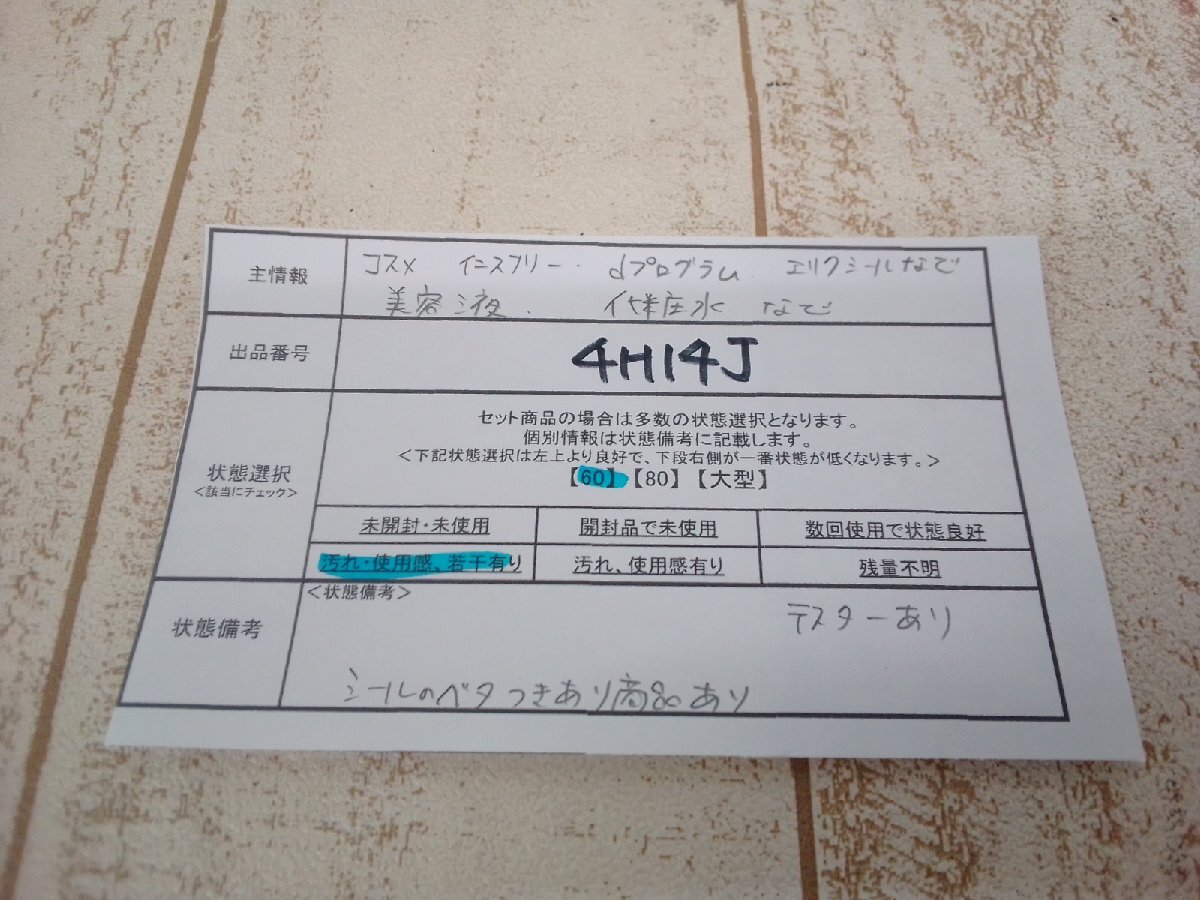 主情報
コスメ インニスフリー dプログラム エリクシールなど
美容液. 化粧水 など
出品番号
4H14J
状態選択
<該当にチェック>
セット商品の場合は多数の状態選択となります。
個別情報は状態備考に記載します。
<下記状態選択は左上より良好で、下段右側が一番状態が低くなります。>
【60】【80】【大型】
未開封・未使用 開封品で未使用 数回使用で状態良好
汚れ・使用感、若干有り 汚れ、使用感有り 残量不明
状態備考
<状態備考>
テスターあり
シールのベタつきあり商品あり